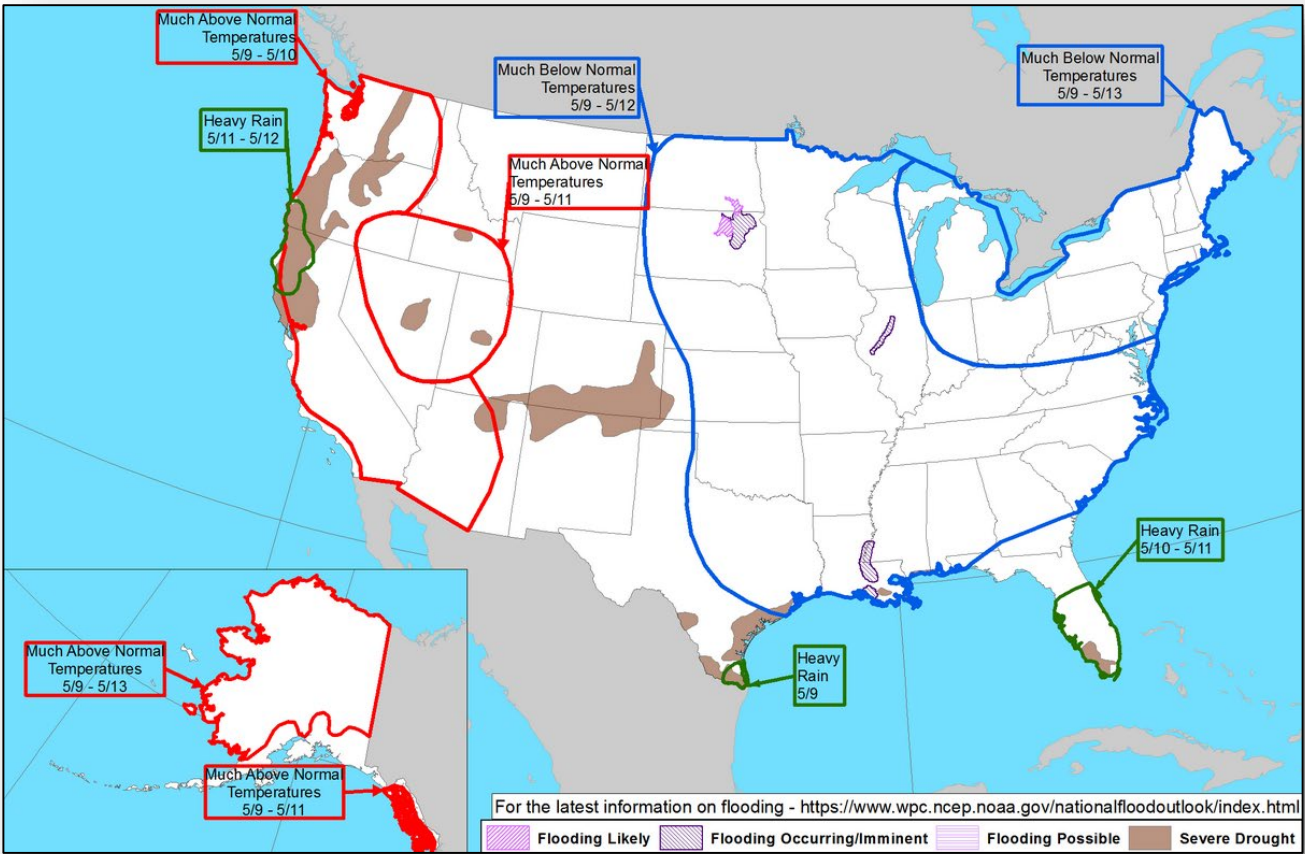 Much Above Normal
Temperatures
5/9 - 5/10
Much Below Normal
Temperatures
5/9 - 5/12
Much Below Normal
Temperatures
5/9 - 5/13
Heavy Rain
5/11 - 5/12
Much Above Normal
Temperatures
5/9 - 5/11
Heavy Rain
5/10 - 5/11
Much Above Normal
Temperatures
5/9 - 5/13
Heavy
Rain
5/9
Much Above Normal
Temperatures
5/9 - 5/11
For the latest information on flooding - https://www.wpc.ncep.noaa.gov/nationalfloodoutlook/index.html
Flooding Likely Flooding Occurring/Imminent Flooding Possible Severe Drought